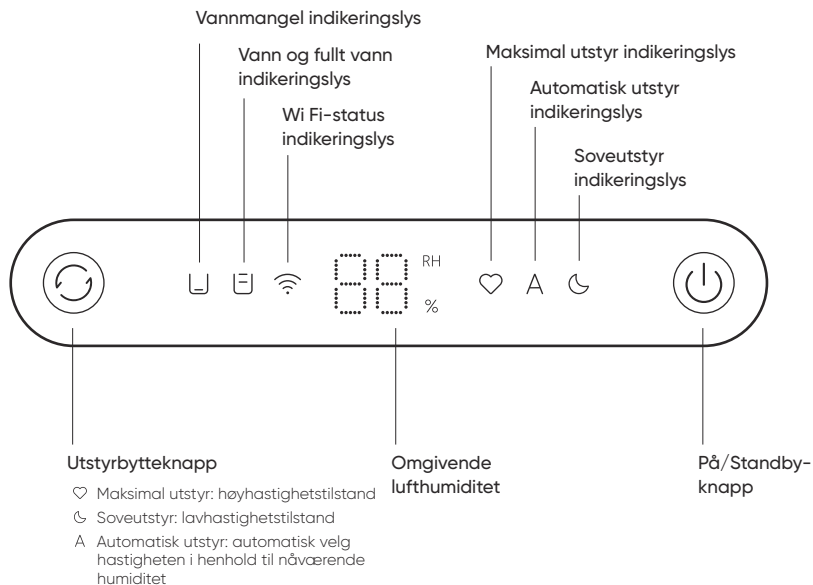 Vannmangel indikeringslys
Vann og fullt vann
indikeringslys
Wi Fi-status
indikeringslys
Maksimal utstyr indikeringslys
Automatisk utstyr
indikeringslys
Soveutstyr
indikeringslys
88 RH
%
A
Utstyrbytteknapp
Maksimal utstyr: høyhastighetstilstand
Soveutstyr: lavhastighetstilstand
A Automatisk utstyr: automatisk velg
hastigheten i henhold til nåværende
humiditet
Omgivende
lufthumiditet
På/Standby-
knapp